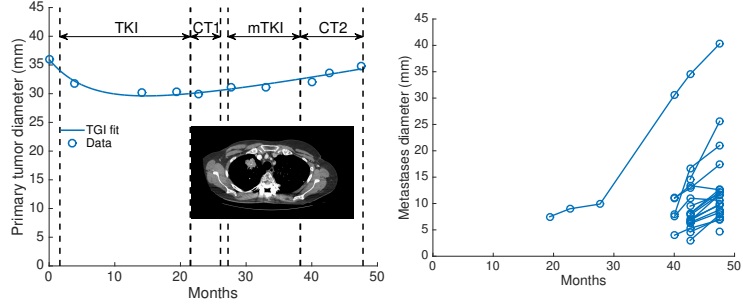 TKI CT1 mTKI CT2
Primary tumor diameter (mm)
45
40
35
30
25
20
15
10
5
0
TGI fit
Data
0 10 20 30 40 50
Months
Metastases diameter (mm)
45
40
35
30
25
20
15
10
5
0
0 10 20 30 40 50
Months